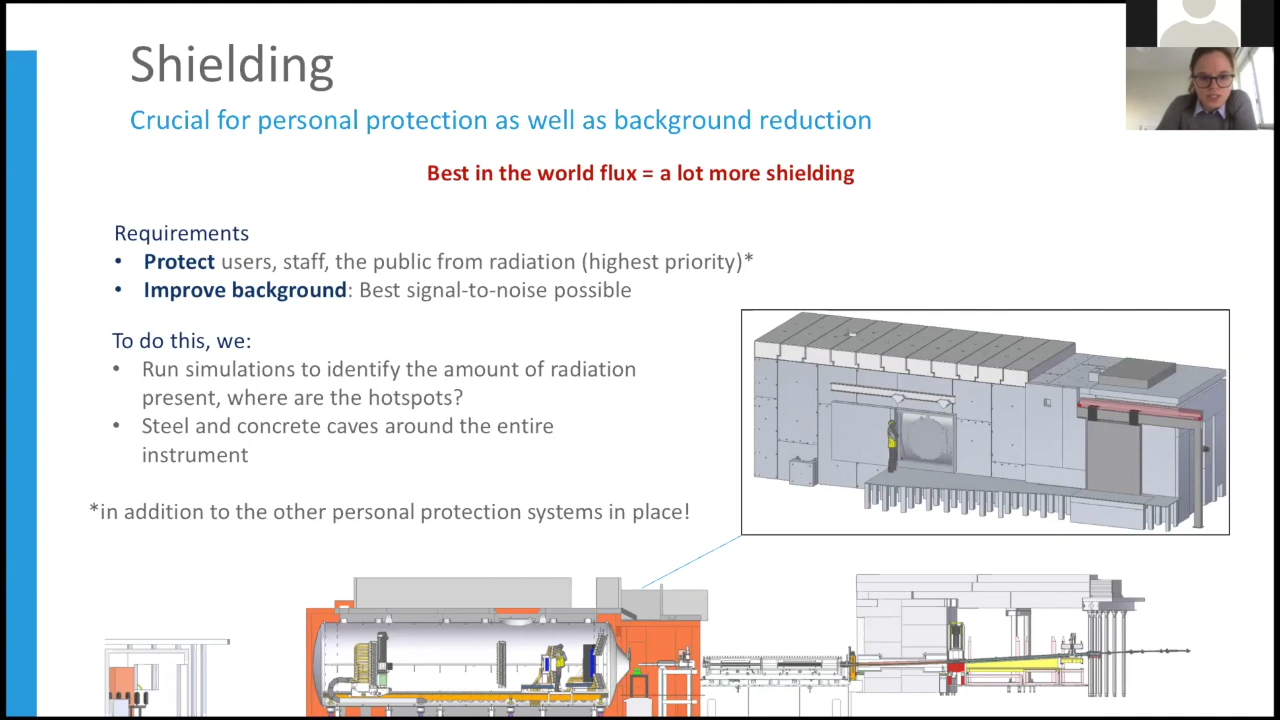 Shielding
Crucial for personal protection as well as background reduction
Best in the world flux = a lot more shielding
Requirements
• Protect users, staff, the public from radiation (highest priority)*
• Improve background: Best signal-to-noise possible
To do this, we:
• Run simulations to identify the amount of radiation
present, where are the hotspots?
• Steel and concrete caves around the entire
instrument
*in addition to the other personal protection systems in place!